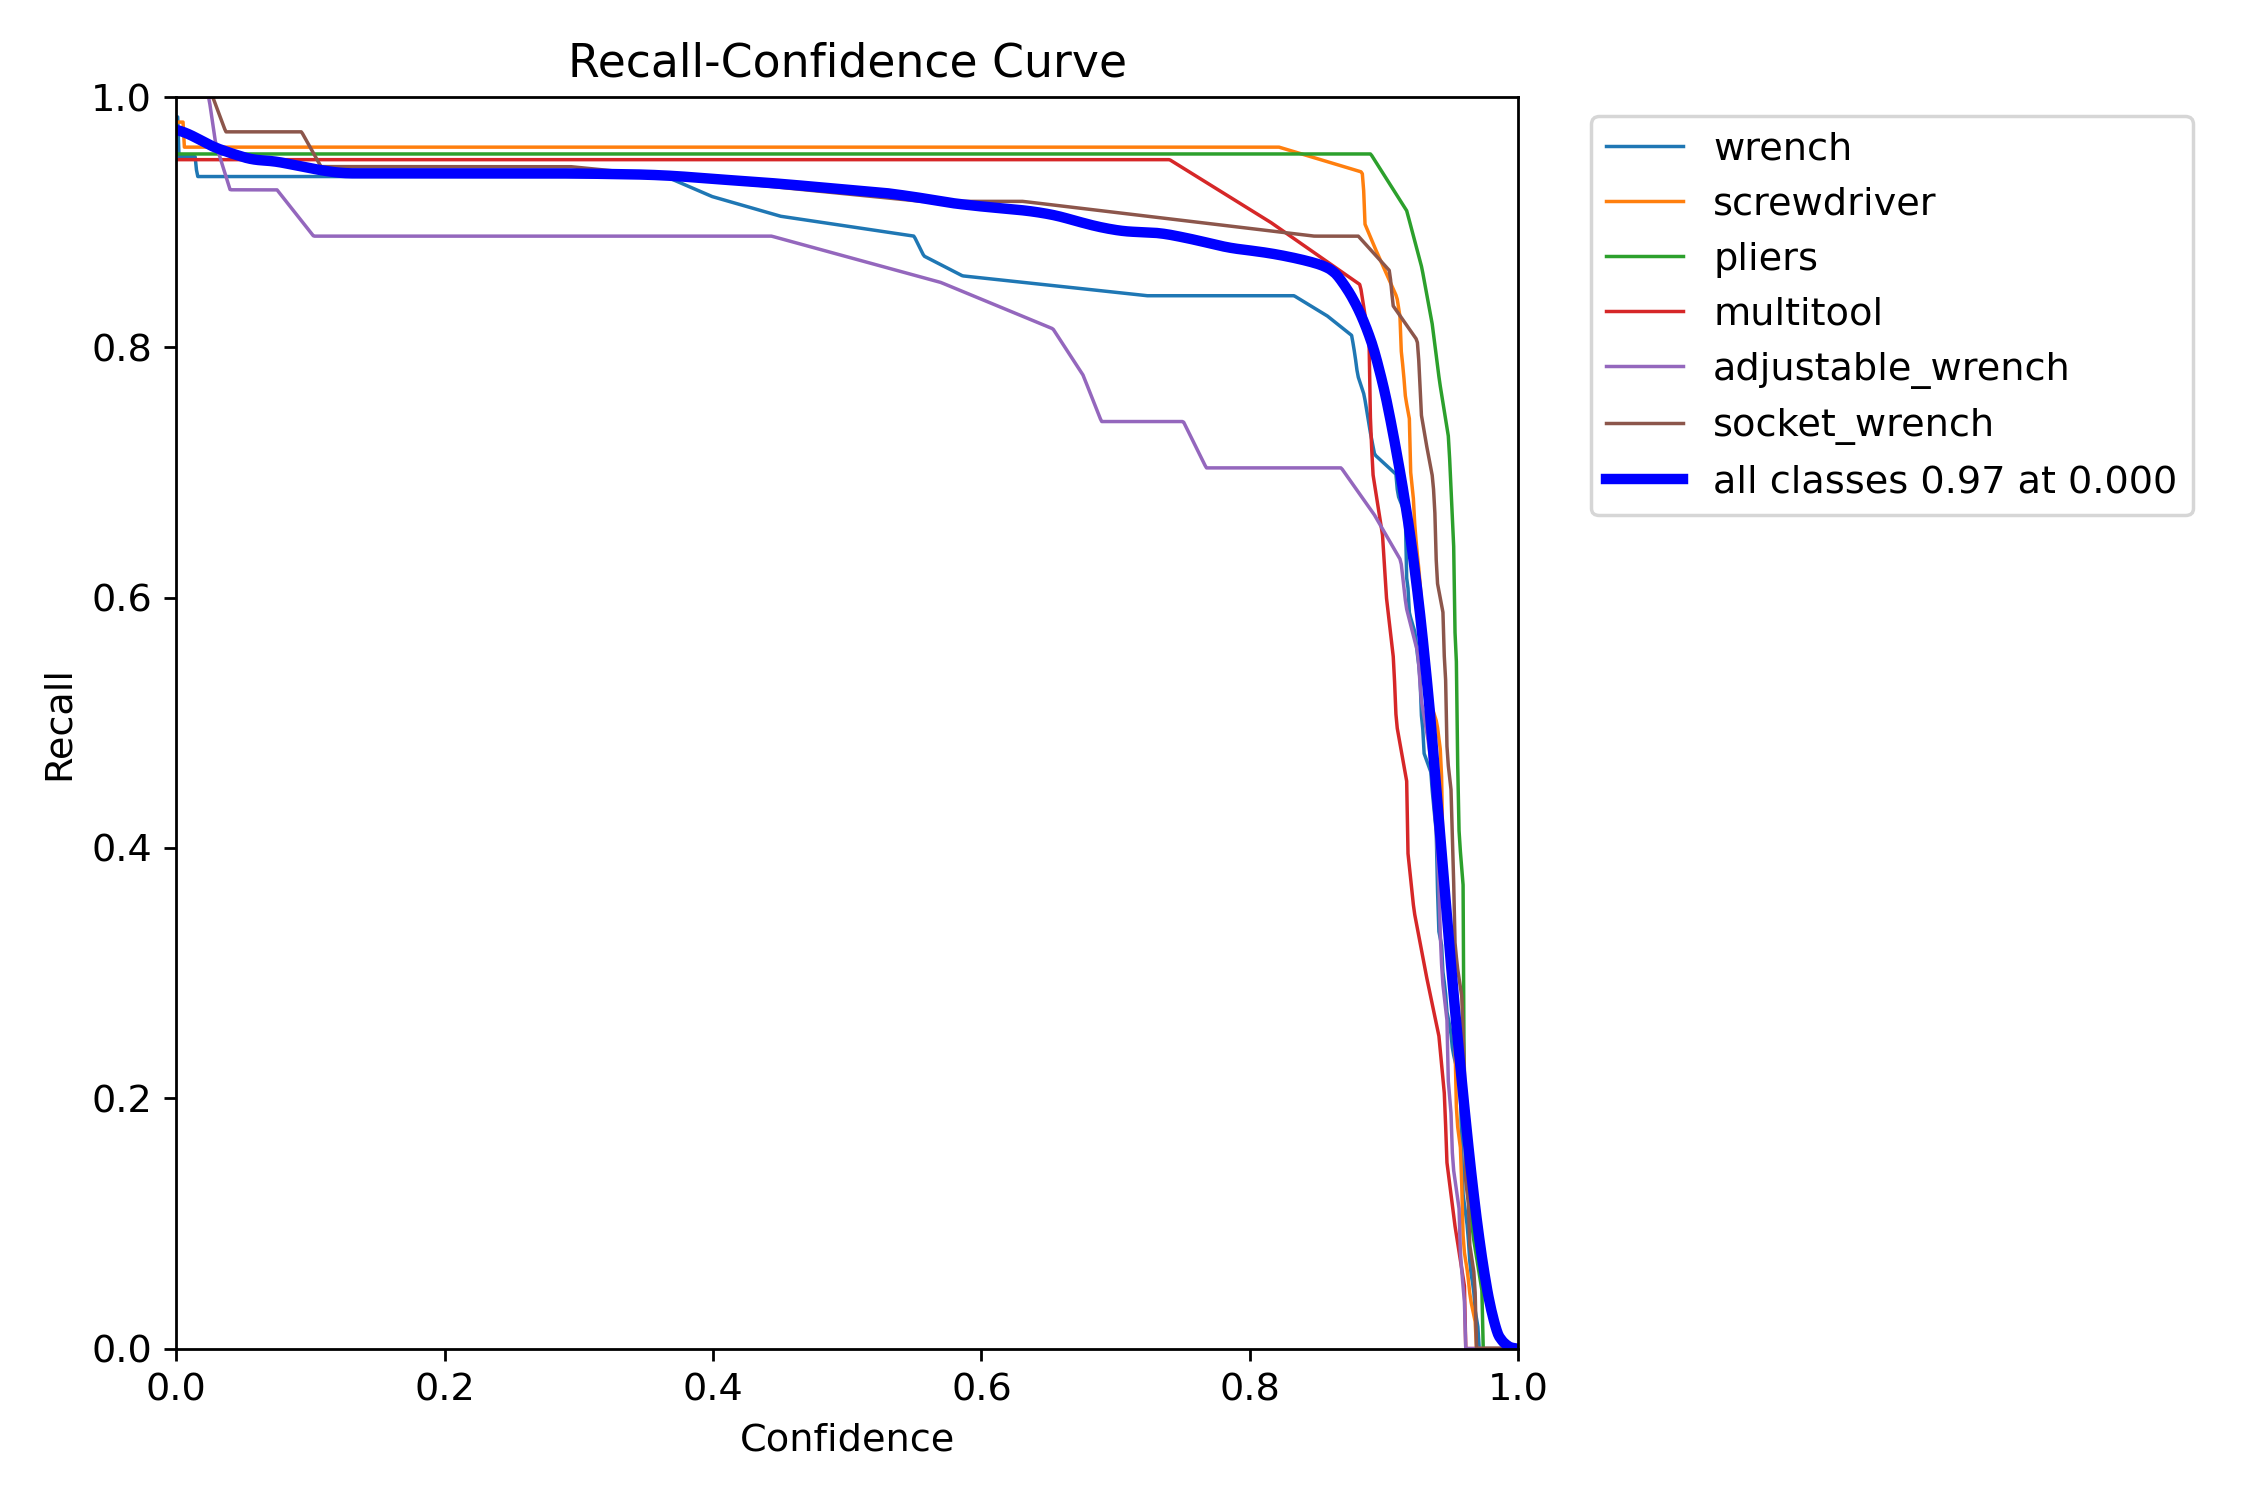 Recall-Confidence Curve
1.0
0.8
0.6
0.4
0.2
0.0
Recall
0.0 0.2 0.4 0.6 0.8 1.0
Confidence
wrench
screwdriver
pliers
multitool
adjustable_wrench
socket_wrench
all classes 0.97 at 0.000